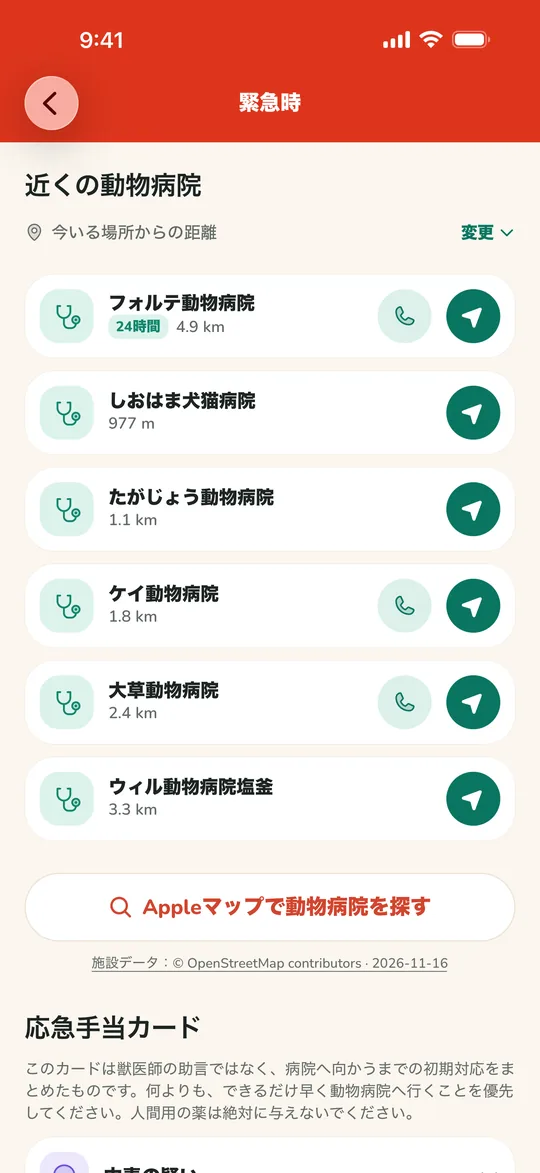 9:41
緊急時
近くの動物病院
今いる場所からの距離
変更
フォルテ動物病院
24時間 4.9 km
しおはま犬猫病院
977 m
たがじょう動物病院
1.1 km
ケイ動物病院
1.8 km
大草動物病院
2.4 km
ウィル動物病院塩釜
3.3 km
Appleマップで動物病院を探す
施設データ：© OpenStreetMap contributors · 2026-11-16
応急手当カード
このカードは獣医師の助言ではなく、病院へ向かうまでの初期対応をま
とめたものです。何よりも、できるだけ早く動物病院へ行くことを優先
してください。人間用の薬は絶対に与えないでください。